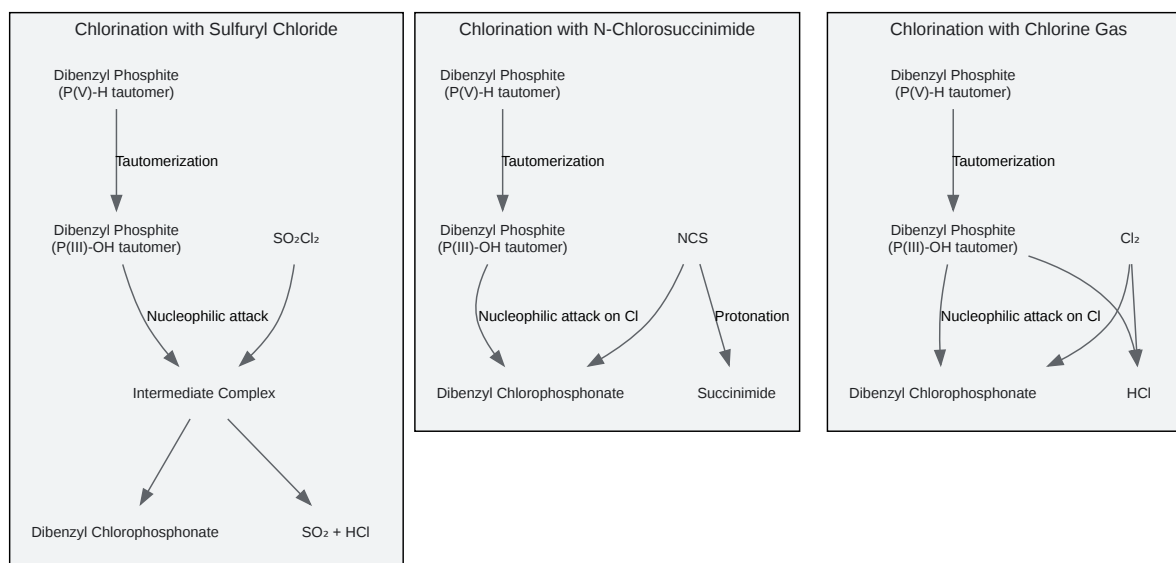 Chlorination with Sulfuryl Chloride
Dibenzyl Phosphite
(P(V)-H tautomer)
Tautomerization
Dibenzyl Phosphite
(P(III)-OH tautomer)
SO₂Cl₂
Nucleophilic attack
Intermediate Complex
Dibenzyl Chlorophosphonate
SO₂ + HCl
Chlorination with N-Chlorosuccinimide
Dibenzyl Phosphite
(P(V)-H tautomer)
Tautomerization
Dibenzyl Phosphite
(P(III)-OH tautomer)
NCS
Nucleophilic attack on Cl
Protonation
Dibenzyl Chlorophosphonate
Succinimide
Chlorination with Chlorine Gas
Dibenzyl Phosphite
(P(V)-H tautomer)
Tautomerization
Dibenzyl Phosphite
(P(III)-OH tautomer)
Cl₂
Nucleophilic attack on Cl
Dibenzyl Chlorophosphonate
HCl